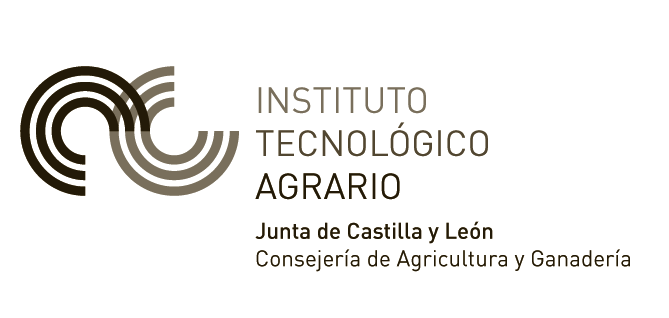 INSTITUTO
TECNOLÓGICO
AGRARIO
Junta de Castilla y León
Consejería de Agricultura y Ganadería